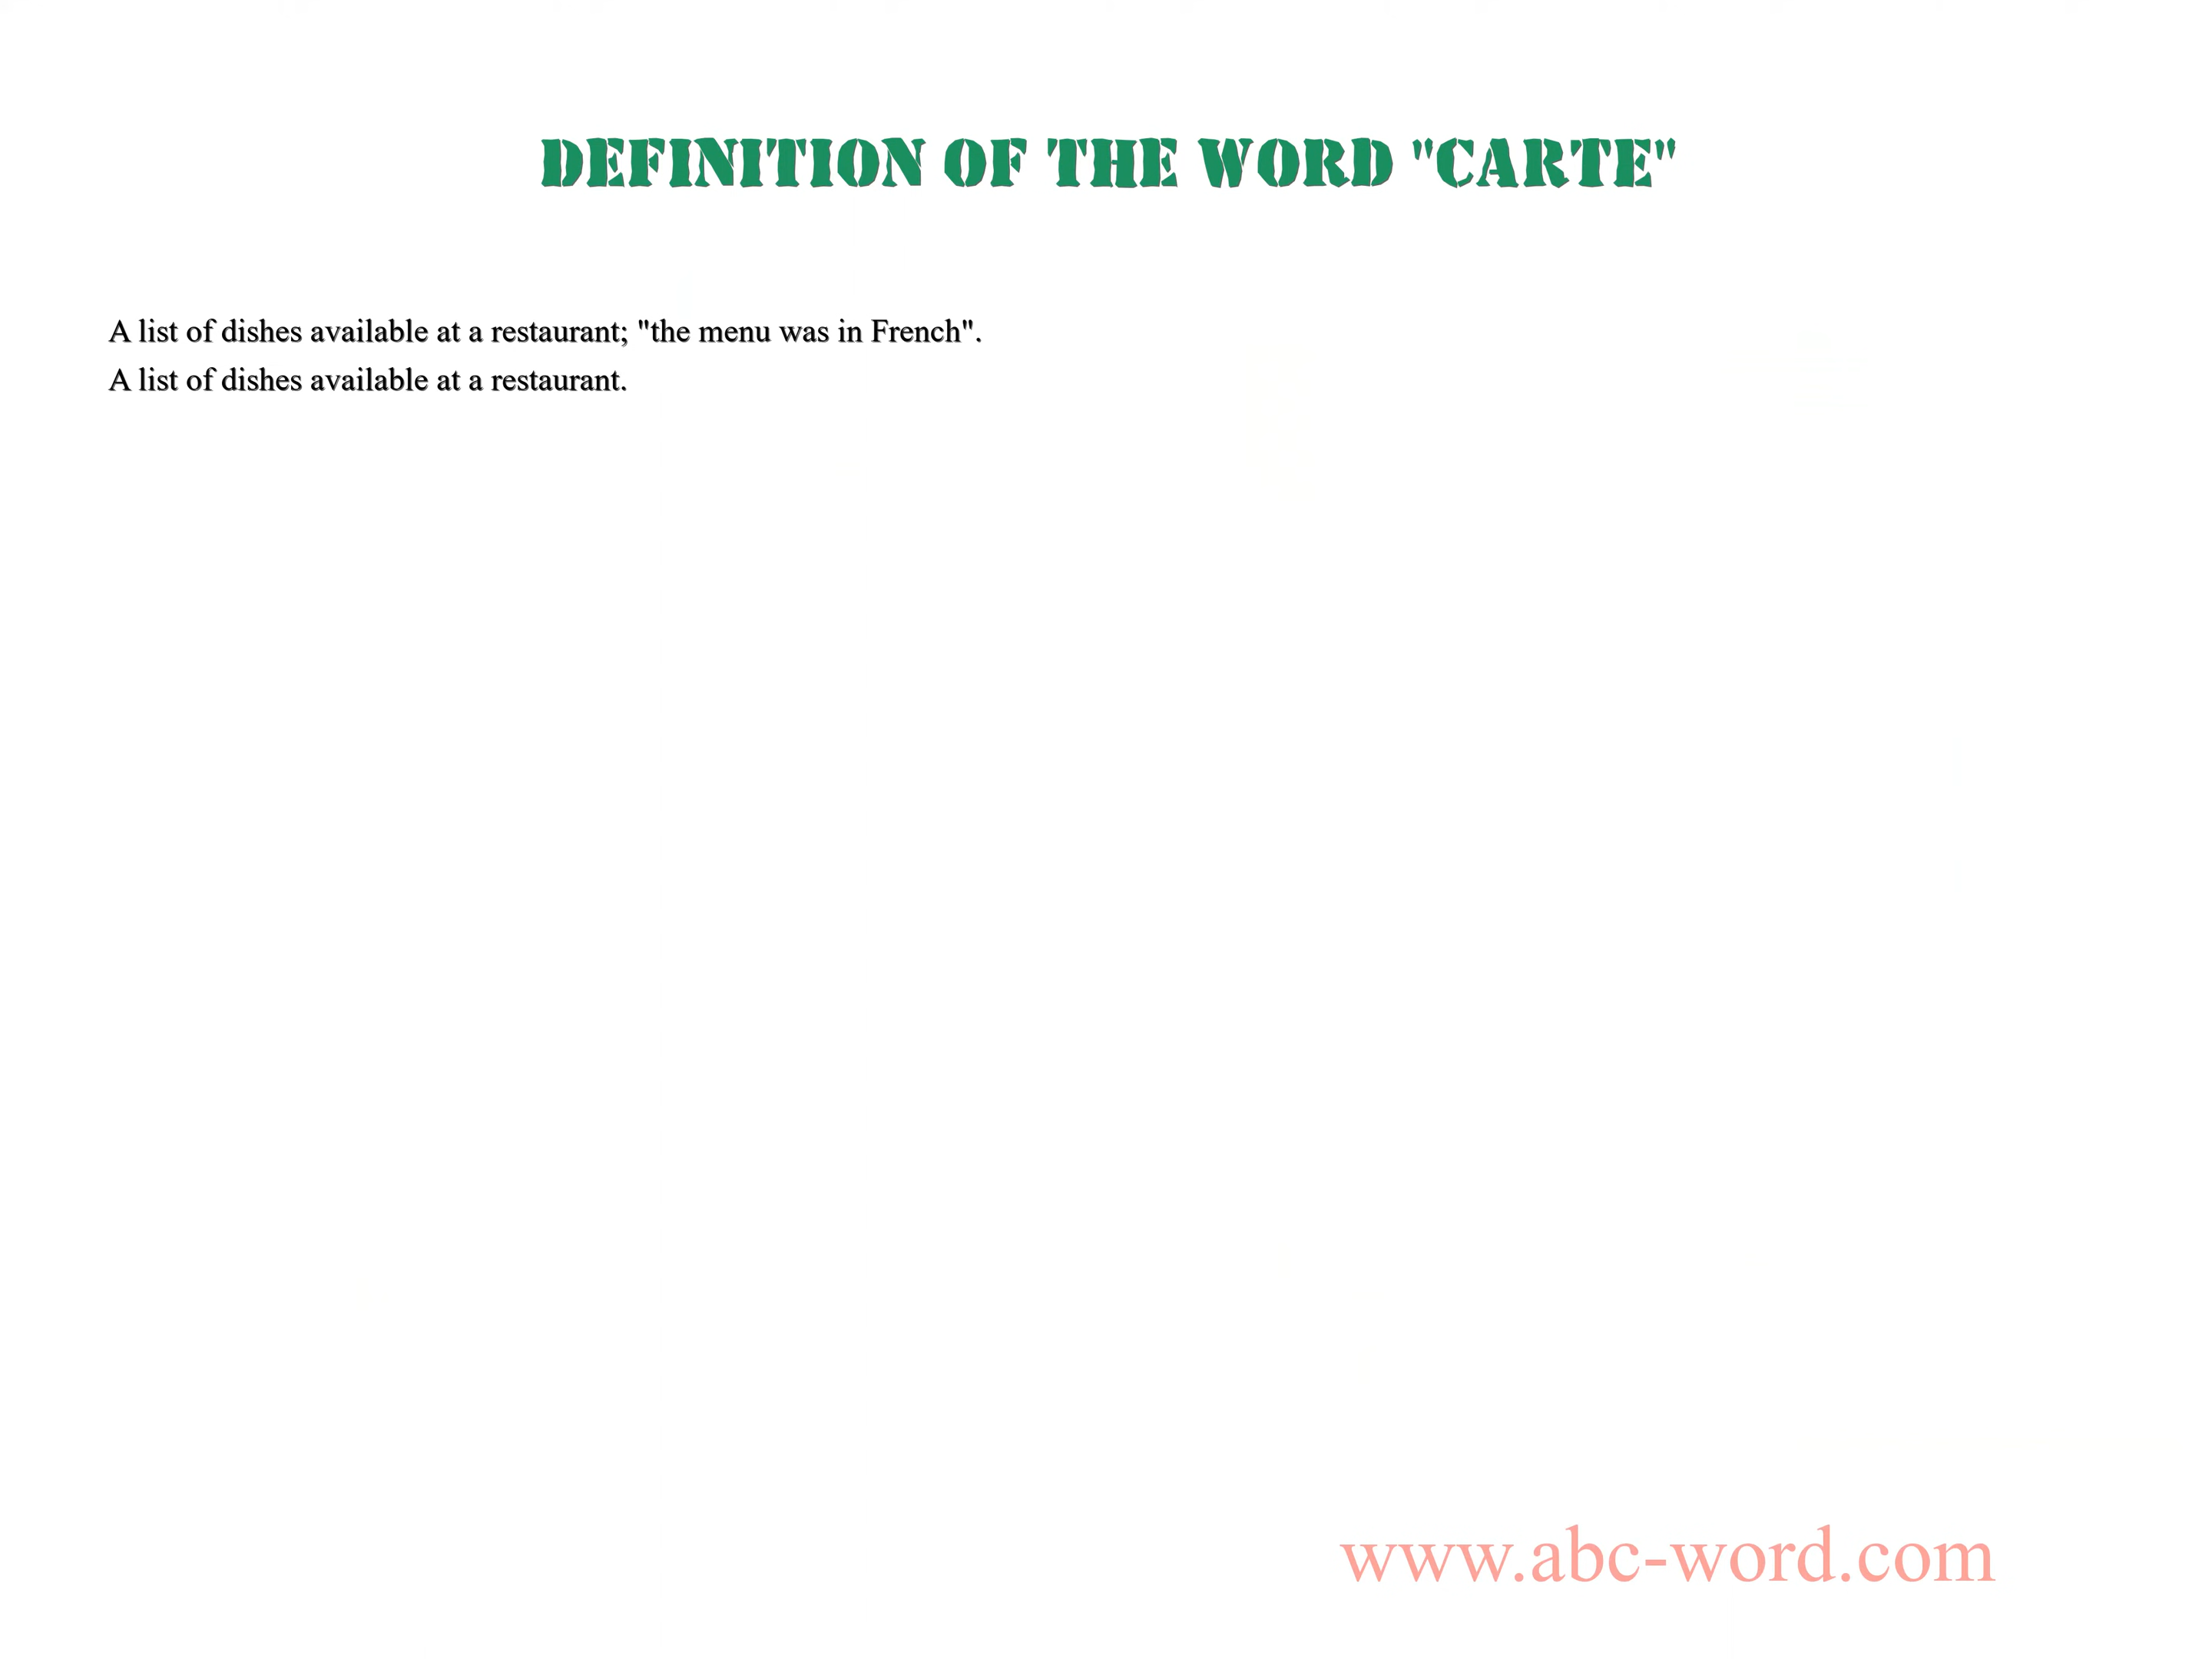 DEFINITION OF THE WORD "CARTE"
A list of dishes available at a restaurant; "the menu was in French".
A list of dishes available at a restaurant.
www.abc-word.com